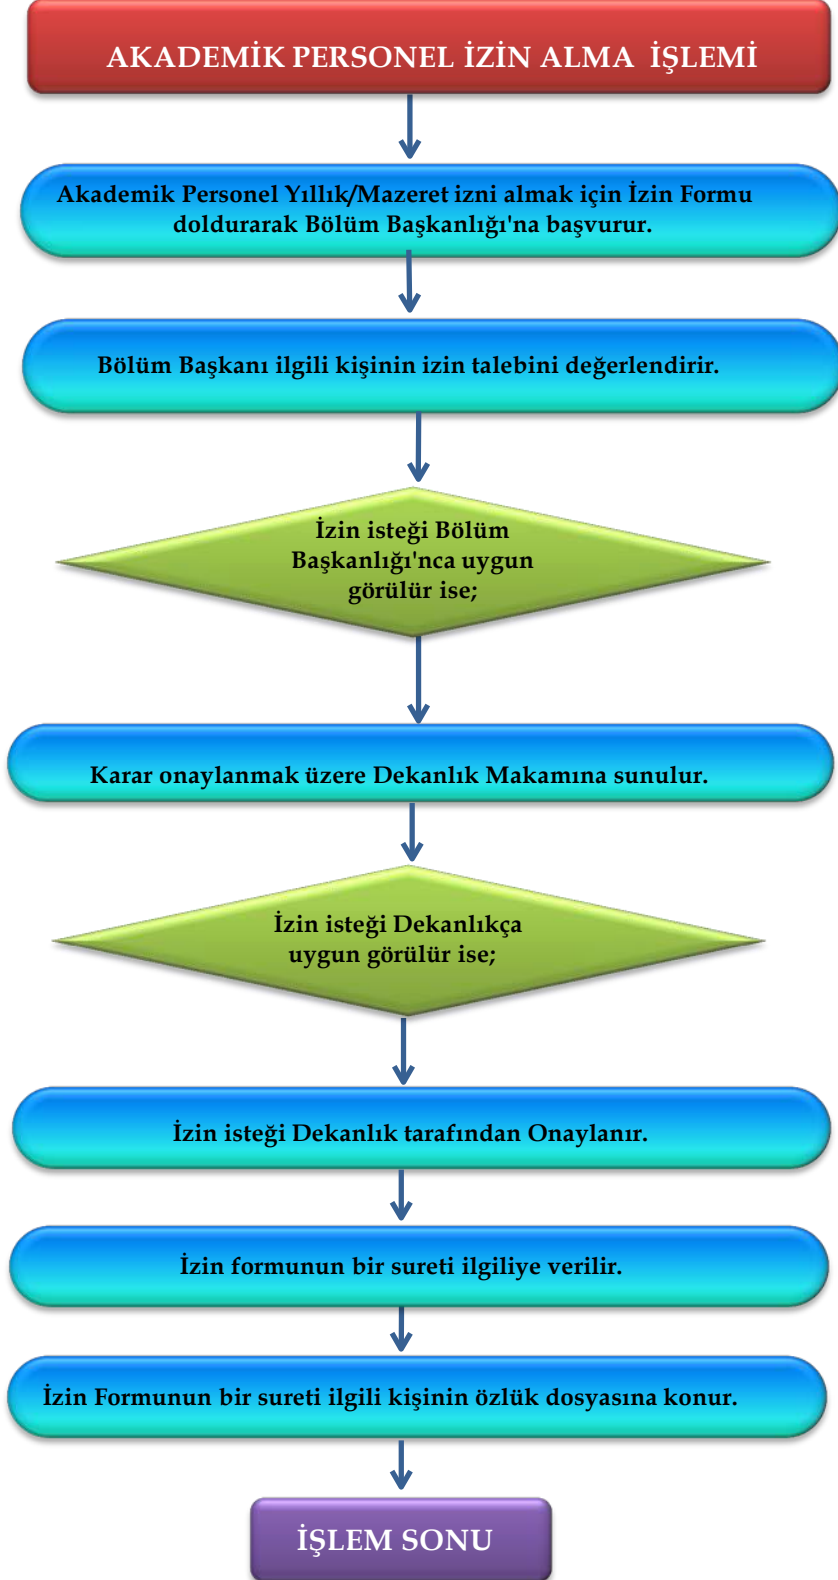 AKADEMİK PERSONEL İZİN ALMA İŞLEMİ
Akademik Personel Yıllık/Mazeret izni almak için İzin Formu
doldurarak Bölüm Başkanlığı'na başvurur.
Bölüm Başkanı ilgili kişinin izin talebini değerlendirir.
İzin isteği Bölüm
Başkanlığı'nca uygun
görülür ise;
Karar onaylanmak üzere Dekanlık Makamına sunulur.
İzin isteği Dekanlıkça
uygun görülür ise;
İzin isteği Dekanlık tarafından Onaylanır.
İzin formunun bir sureti ilgiliye verilir.
İzin Formunun bir sureti ilgili kişinin özlük dosyasına konur.
İŞLEM SONU